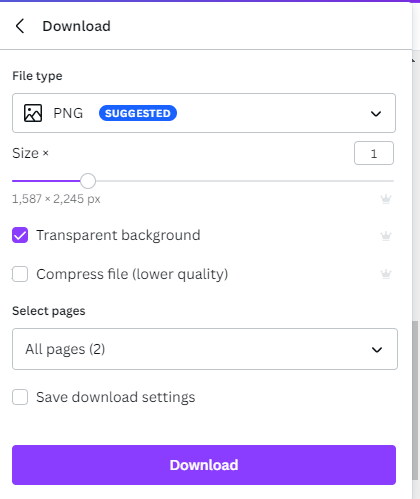 Download
File type
PNG SUGGESTED
Size × 1
1,587 × 2,245 px
Transparent background
Compress file (lower quality)
Select pages
All pages (2)
Save download settings
Download